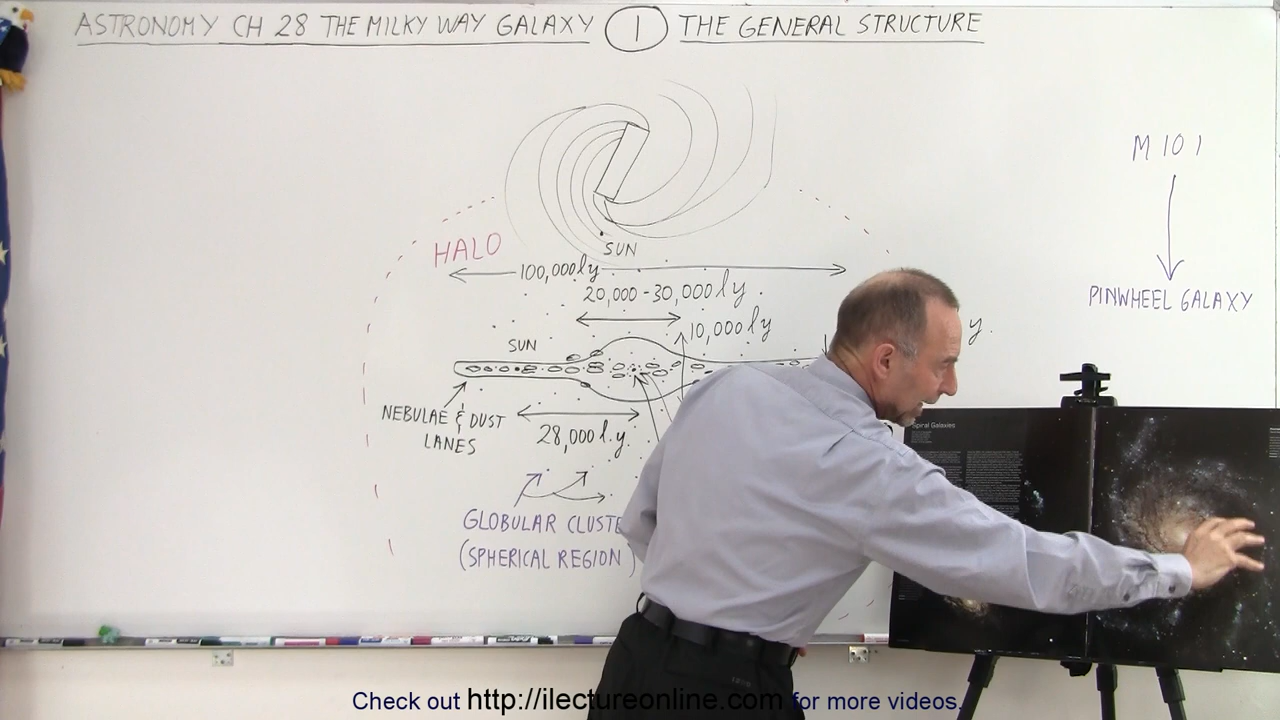 ASTRONOMY CH 28 THE MILKY WAY GALAXY 1 THE GENERAL STRUCTURE
M 101
PINWHEEL GALAXY
HALO
SUN
100,000 ly
20,000 - 30,000 ly
10,000 ly
y.
SUN
NEBULAE & DUST
LANES
28,000 l.y.
GLOBULAR CLUSTE
(SPHERICAL REGION)
Spiral Galaxies
Check out http://ilectureonline.com for more videos.